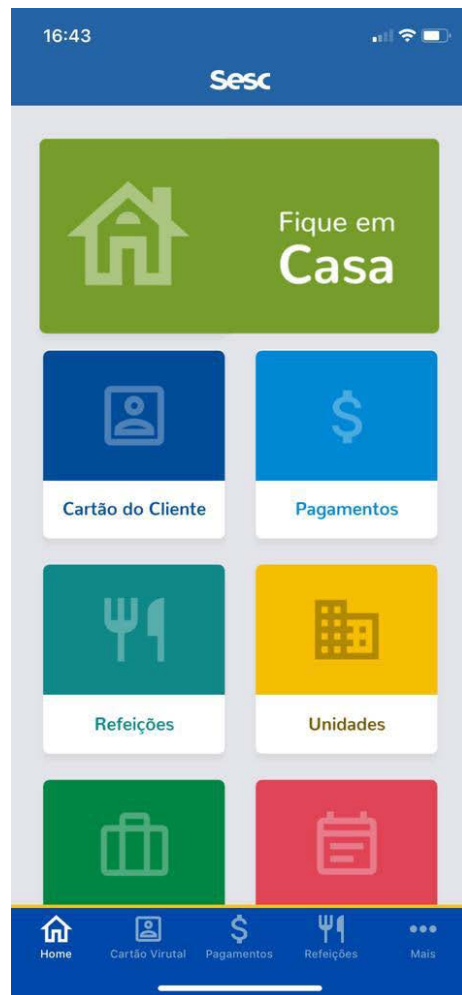 16:43
Sesc
Fique em
Casa
Cartão do Cliente
Pagamentos
Refeições
Unidades
Home
Cartão Virutal
Pagamentos
Refeições
Mais